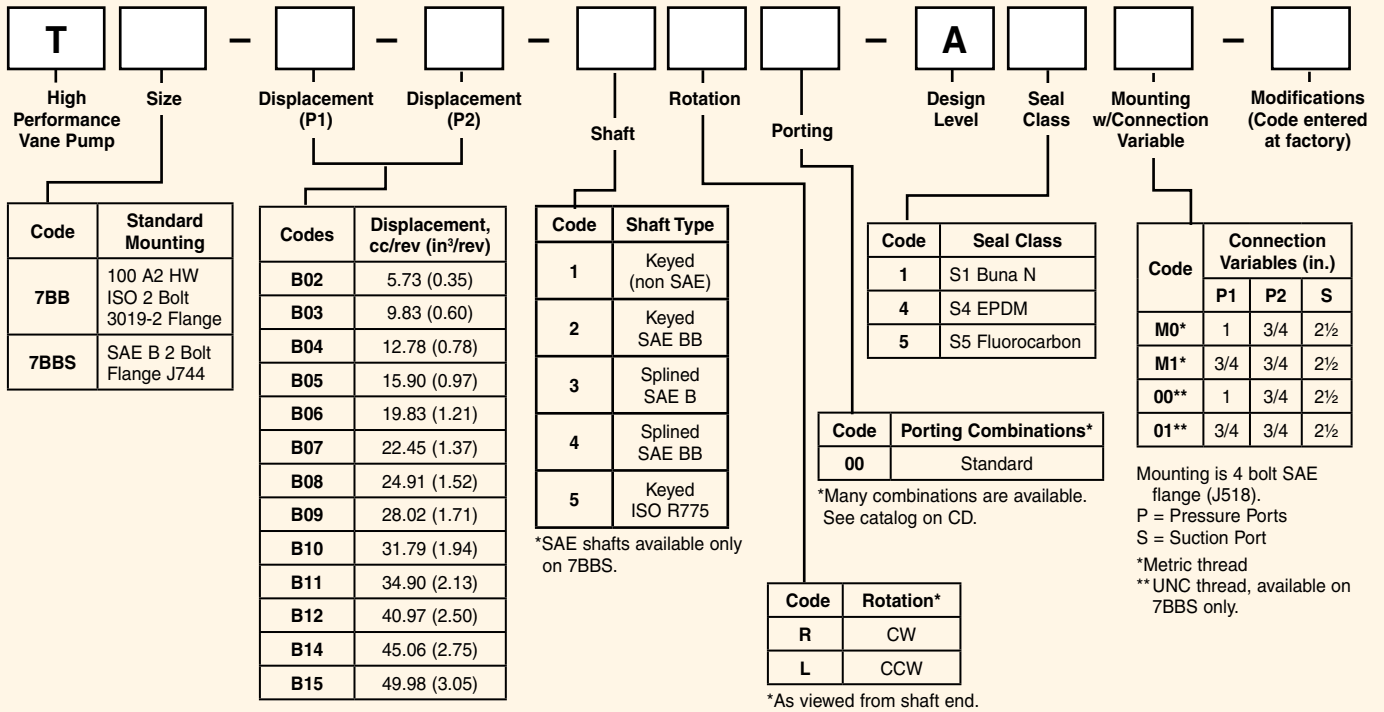 T – – – – A –
High
Performance
Vane Pump
Size
Displacement
(P1)
Displacement
(P2)
Shaft
Rotation
Porting
Design
Level
Seal
Class
Mounting
w/Connection
Variable
Modifications
(Code entered
at factory)
Code Standard
Mounting
7BB 100 A2 HW
ISO 2 Bolt
3019-2 Flange
7BBS SAE B 2 Bolt
Flange J744
Codes Displacement,
cc/rev (in³/rev)
B02 5.73 (0.35)
B03 9.83 (0.60)
B04 12.78 (0.78)
B05 15.90 (0.97)
B06 19.83 (1.21)
B07 22.45 (1.37)
B08 24.91 (1.52)
B09 28.02 (1.71)
B10 31.79 (1.94)
B11 34.90 (2.13)
B12 40.97 (2.50)
B14 45.06 (2.75)
B15 49.98 (3.05)
Code Shaft Type
1 Keyed
(non SAE)
2 Keyed
SAE BB
3 Splined
SAE B
4 Splined
SAE BB
5 Keyed
ISO R775
*SAE shafts available only
on 7BBS.
Code Rotation*
R CW
L CCW
*As viewed from shaft end.
Code Porting Combinations*
00 Standard
*Many combinations are available.
See catalog on CD.
Code Seal Class
1 S1 Buna N
4 S4 EPDM
5 S5 Fluorocarbon
Code Connection
Variables (in.)
P1 P2 S
M0* 1 3/4 2½
M1* 3/4 3/4 2½
00** 1 3/4 2½
01** 3/4 3/4 2½
Mounting is 4 bolt SAE
flange (J518).
P = Pressure Ports
S = Suction Port
*Metric thread
**UNC thread, available on
7BBS only.